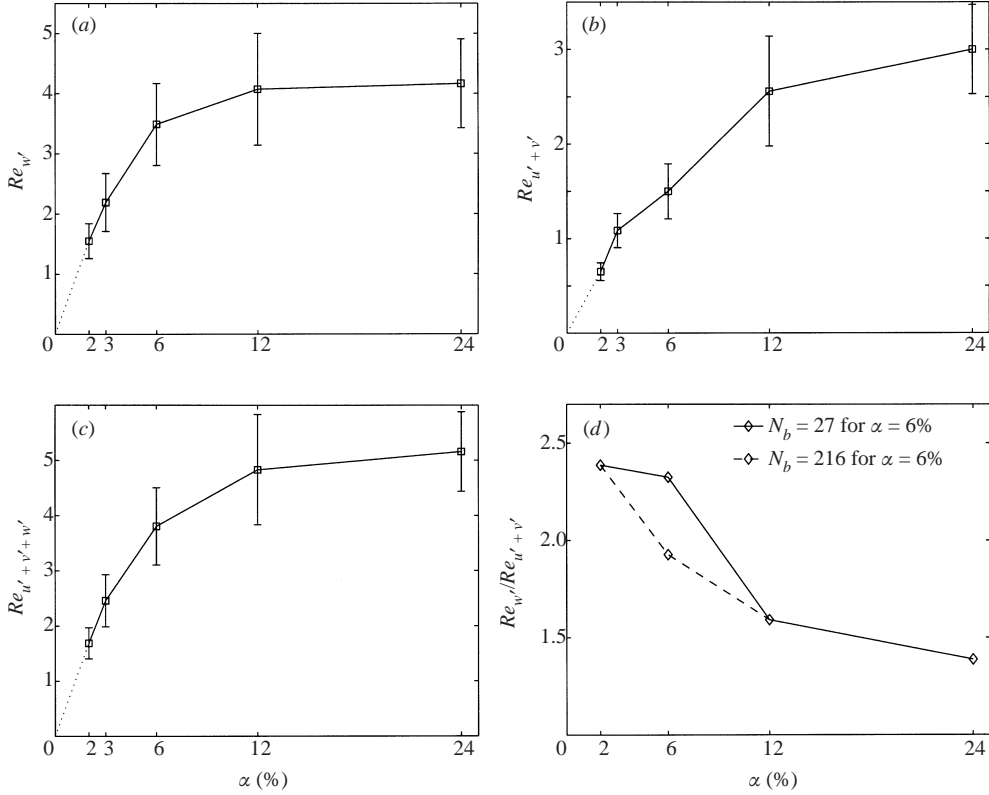 (a)
5
4
3
2
1
0
2 3 6 12 24
Re_w′
(b)
3
2
1
0
2 3 6 12 24
Re_u′ + v′
(c)
5
4
3
2
1
0
2 3 6 12 24
Re_u′ + v′ + w′
α (%)
(d)
N_b = 27 for α = 6%
N_b = 216 for α = 6%
2.5
2.0
1.5
0
2 6 12 24
Re_w′/Re_u′ + v′
α (%)